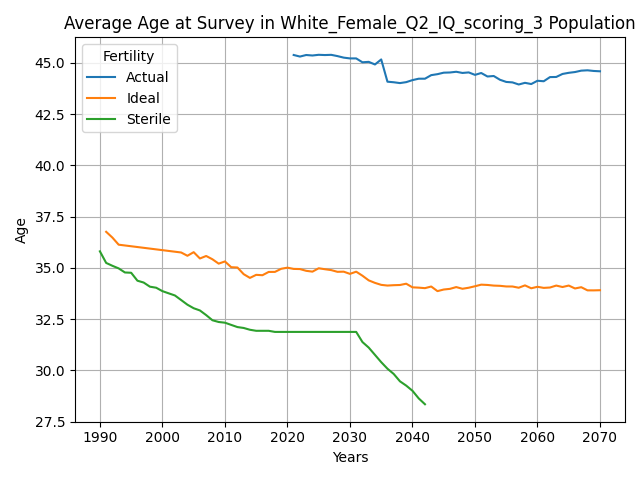 Average Age at Survey in White_Female_Q2_IQ_scoring_3 Population
Fertility
Actual
Ideal
Sterile
Age
45.0
42.5
40.0
37.5
35.0
32.5
30.0
27.5
1990 2000 2010 2020 2030 2040 2050 2060 2070
Years